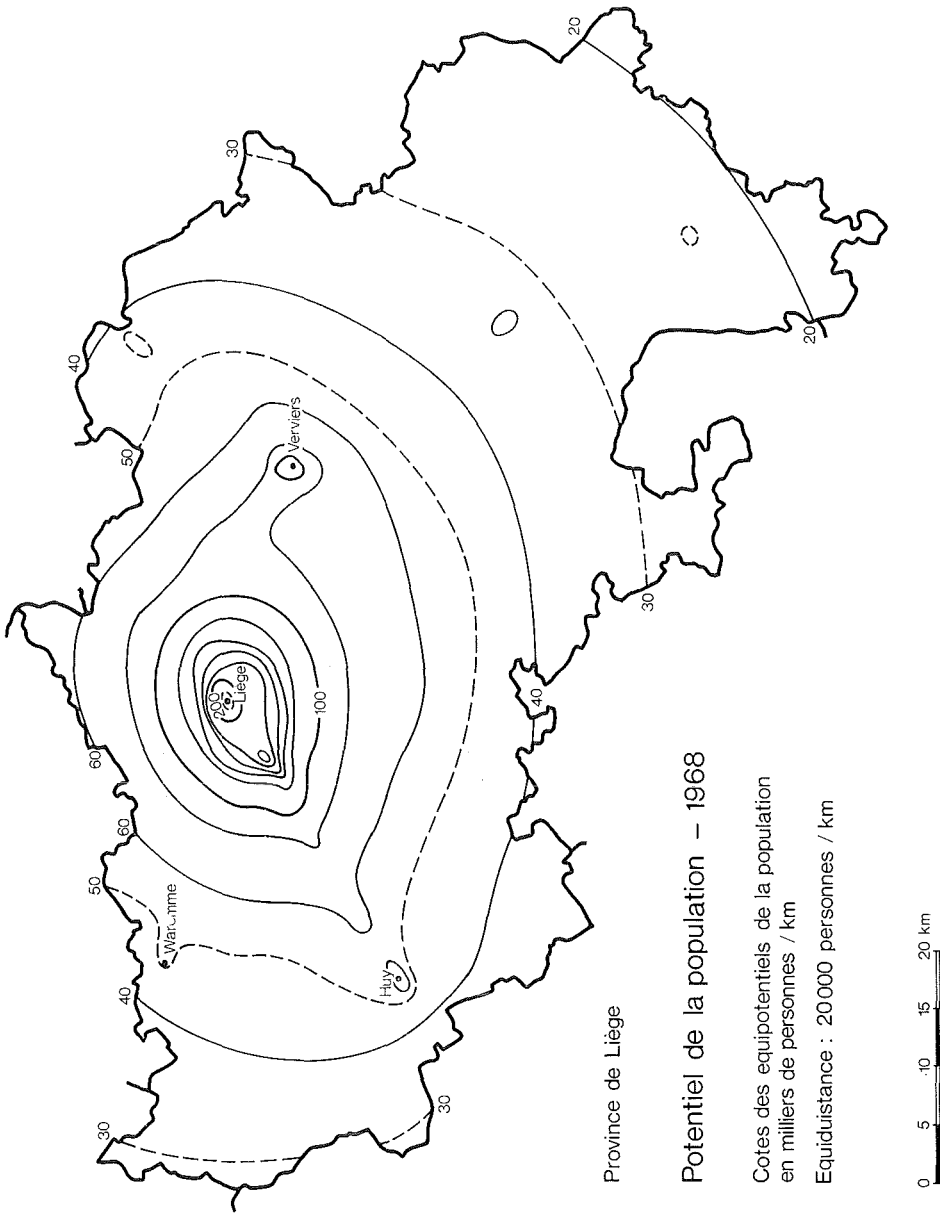 Province de Liège
Potentiel de la population – 1968
Cotes des equipotentiels de la population
en milliers de personnes / km
Equiduistance : 20000 personnes / km
0 5 10 15 20 km
30
40
50
60
60
50
40
30
20
20
30
40
30
100
200
Liège
Verviers
Huy